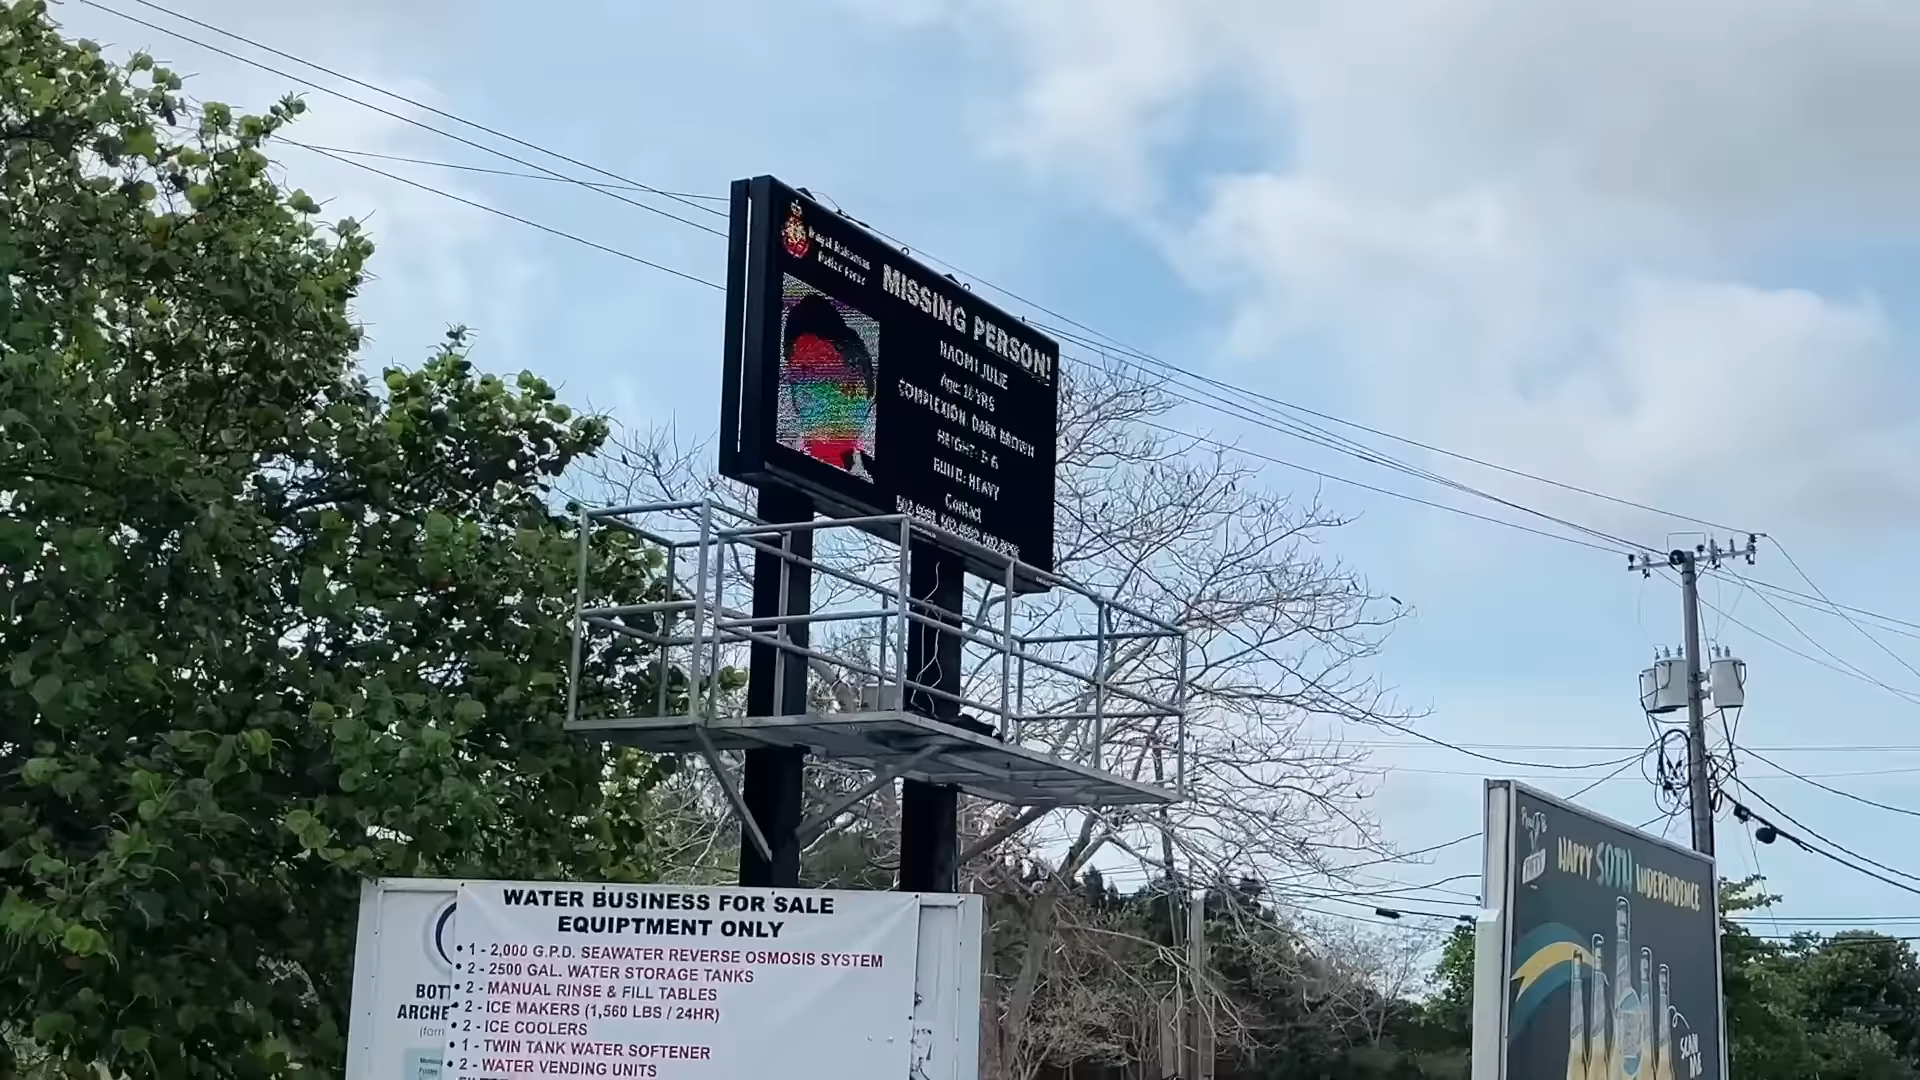 Royal Bahamas
Police Force
MISSING PERSON!
NAOMI JULIE
COMPLEXION: DARK BROWN
BUILD: HEAVY
Contact
WATER BUSINESS FOR SALE
EQUIPTMENT ONLY
• 1 - 2,000 G.P.D. SEAWATER REVERSE OSMOSIS SYSTEM
• 2 - 2500 GAL. WATER STORAGE TANKS
• 2 - MANUAL RINSE & FILL TABLES
• 2 - ICE MAKERS (1,560 LBS / 24HR)
• 2 - ICE COOLERS
• 1 - TWIN TANK WATER SOFTENER
• 2 - WATER VENDING UNITS
HAPPY 50TH INDEPENDENCE